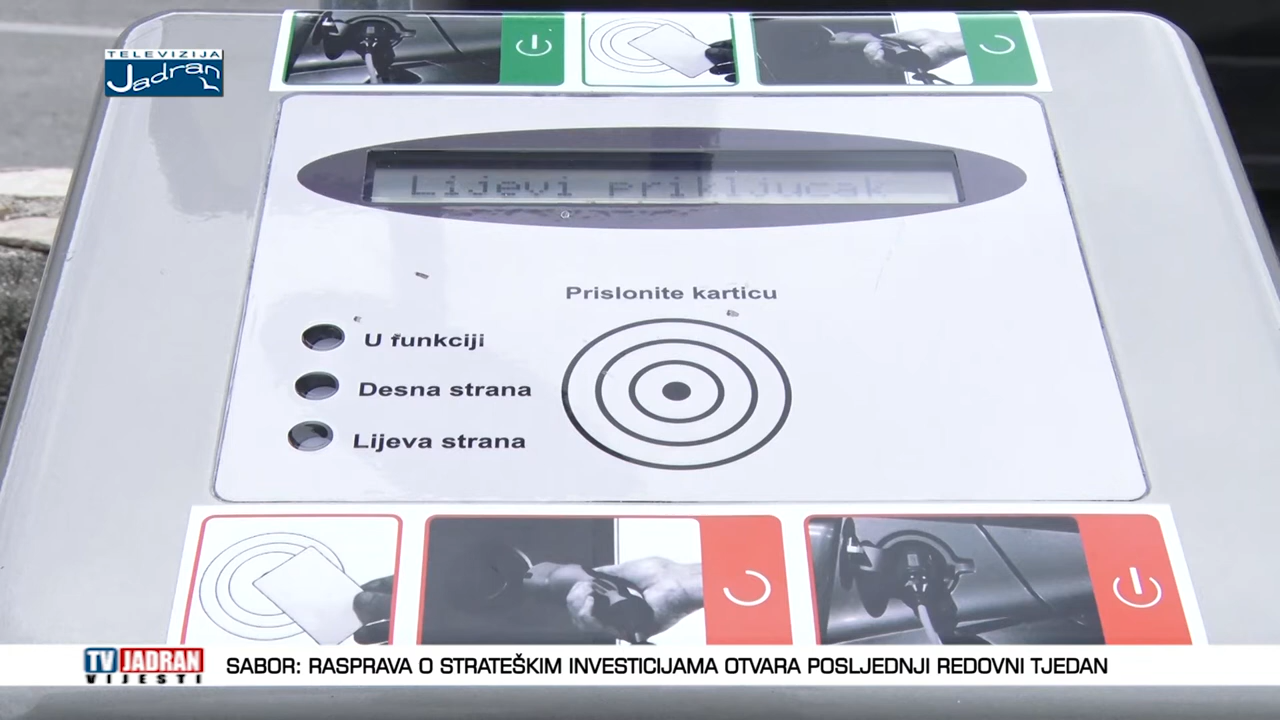 TELEVIZIJA
Jadran
Lijevi priključak
Prislonite karticu
U funkciji
Desna strana
Lijeva strana
TV JADRAN
VIJESTI
SABOR: RASPRAVA O STRATEŠKIM INVESTICIJAMA OTVARA POSLJEDNJI REDOVNI TJEDAN